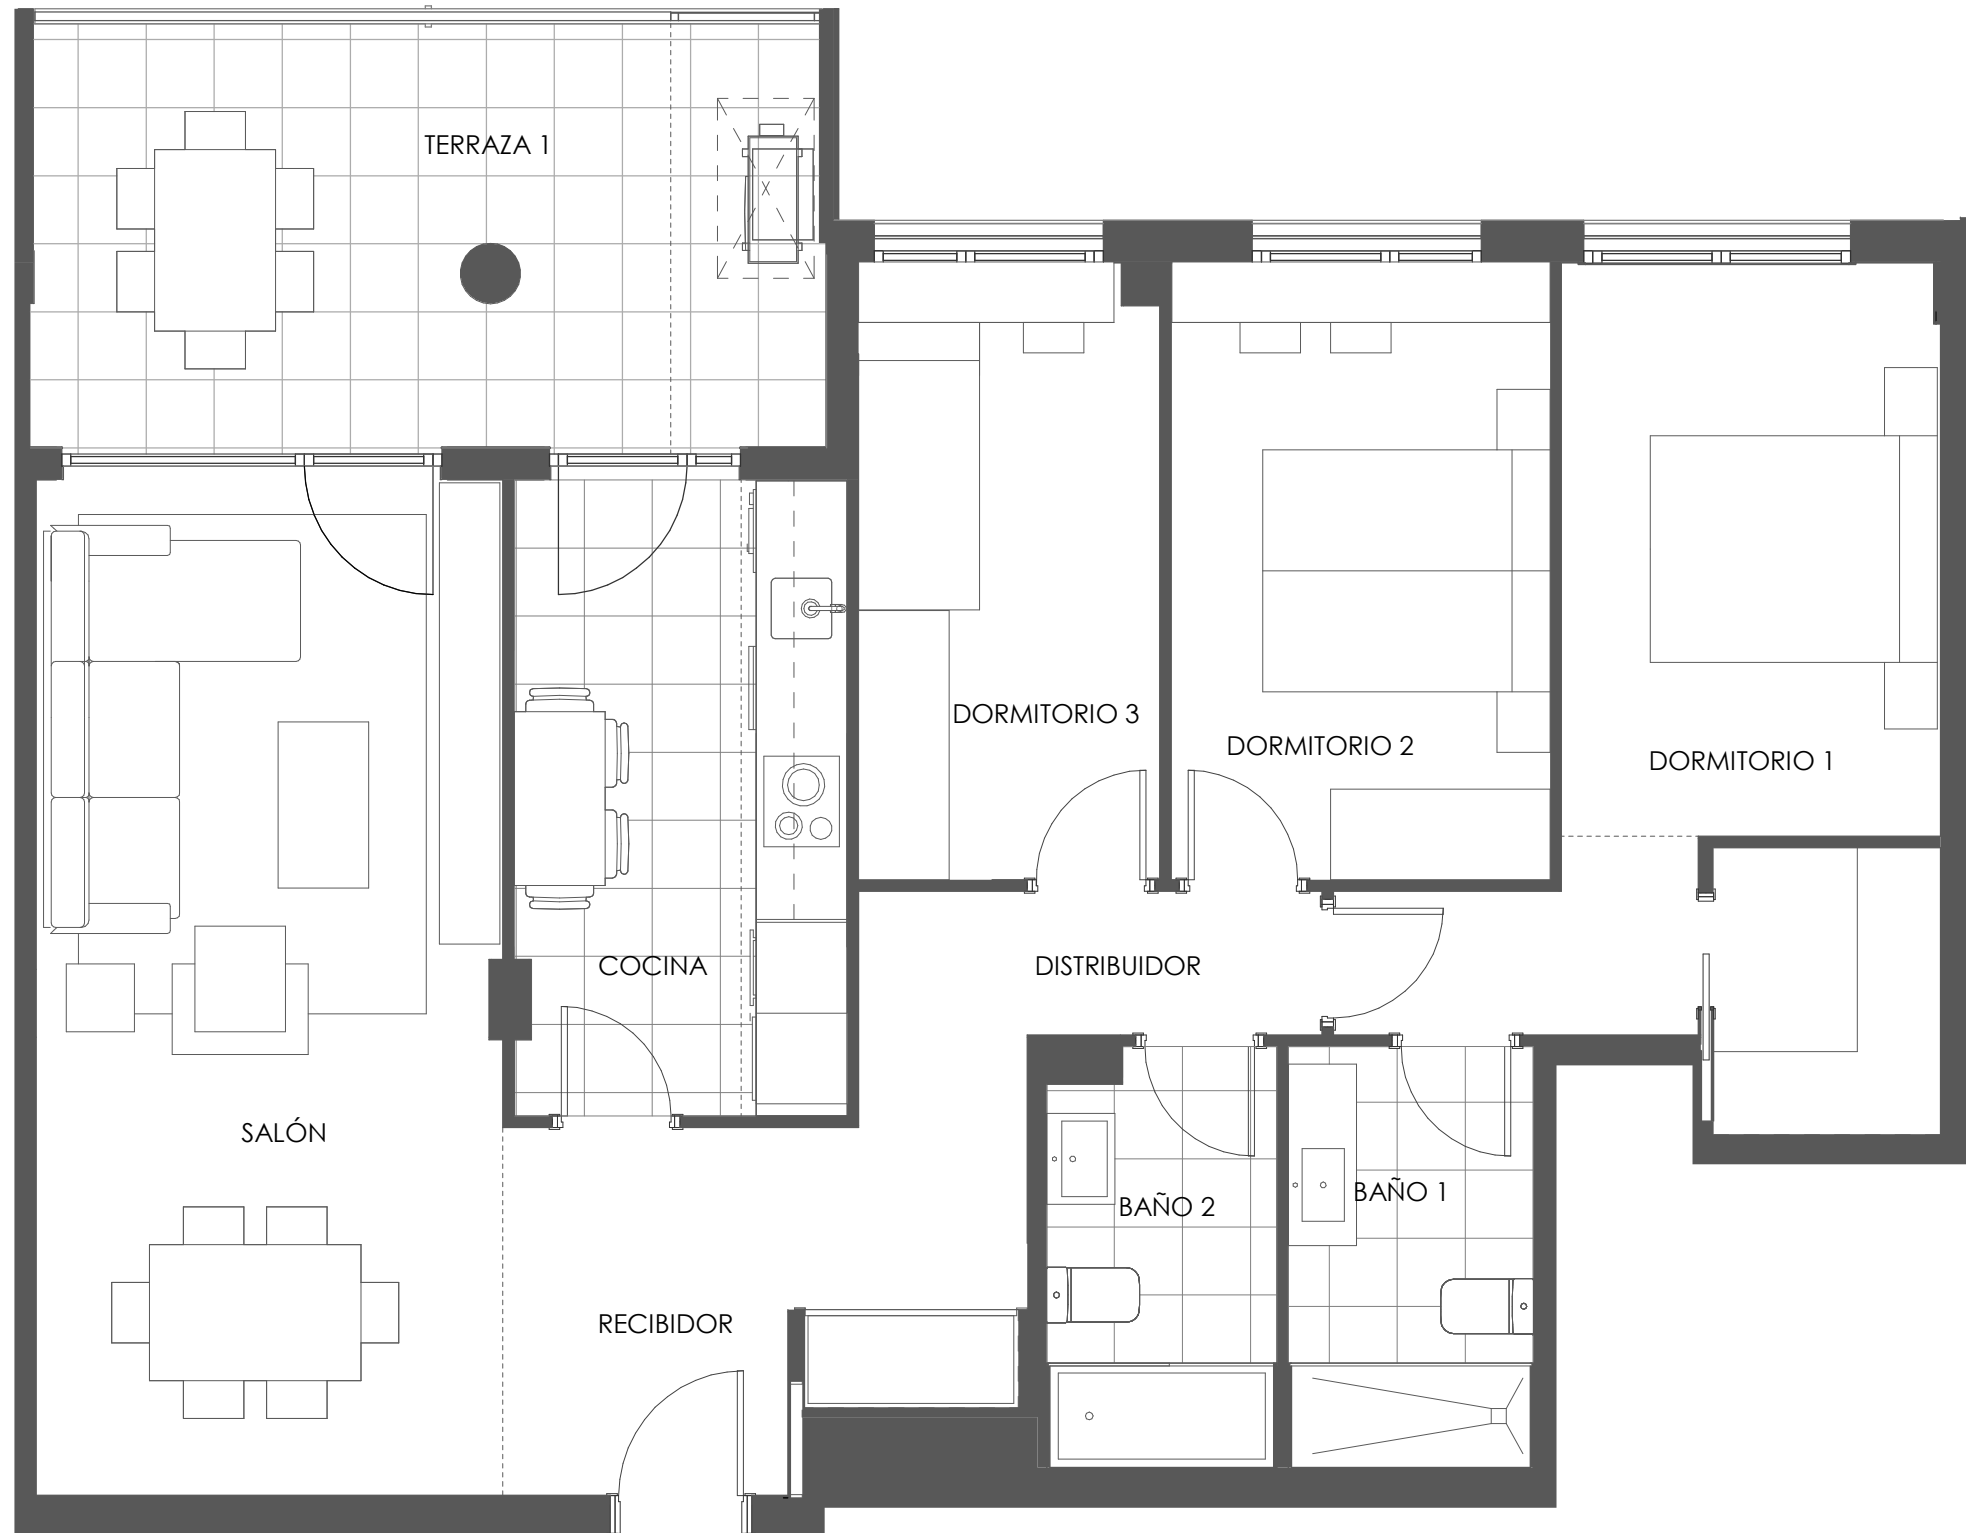 TERRAZA 1
DORMITORIO 3
DORMITORIO 2
DORMITORIO 1
COCINA
DISTRIBUIDOR
SALÓN
BAÑO 2
BAÑO 1
RECIBIDOR